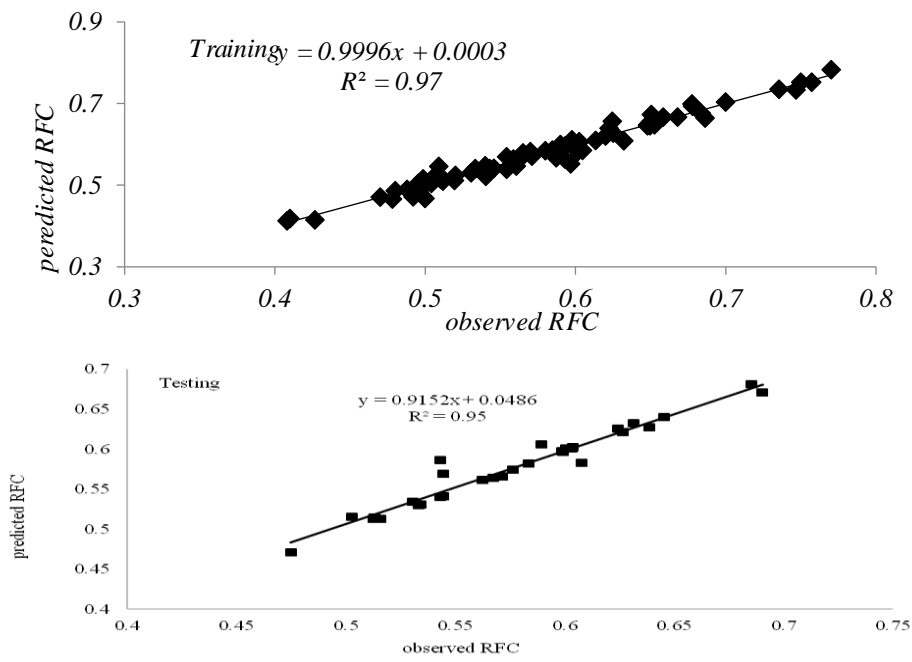 0.9
Training y = 0.9996x + 0.0003
R² = 0.97
0.7
0.5
0.3
peredicted RFC
0.3 0.4 0.5 0.6 0.7 0.8
observed RFC
0.7
Testing
y = 0.9152x + 0.0486
R² = 0.95
0.65
0.6
0.55
0.5
0.45
0.4
predicted RFC
0.4 0.45 0.5 0.55 0.6 0.65 0.7 0.75
observed RFC